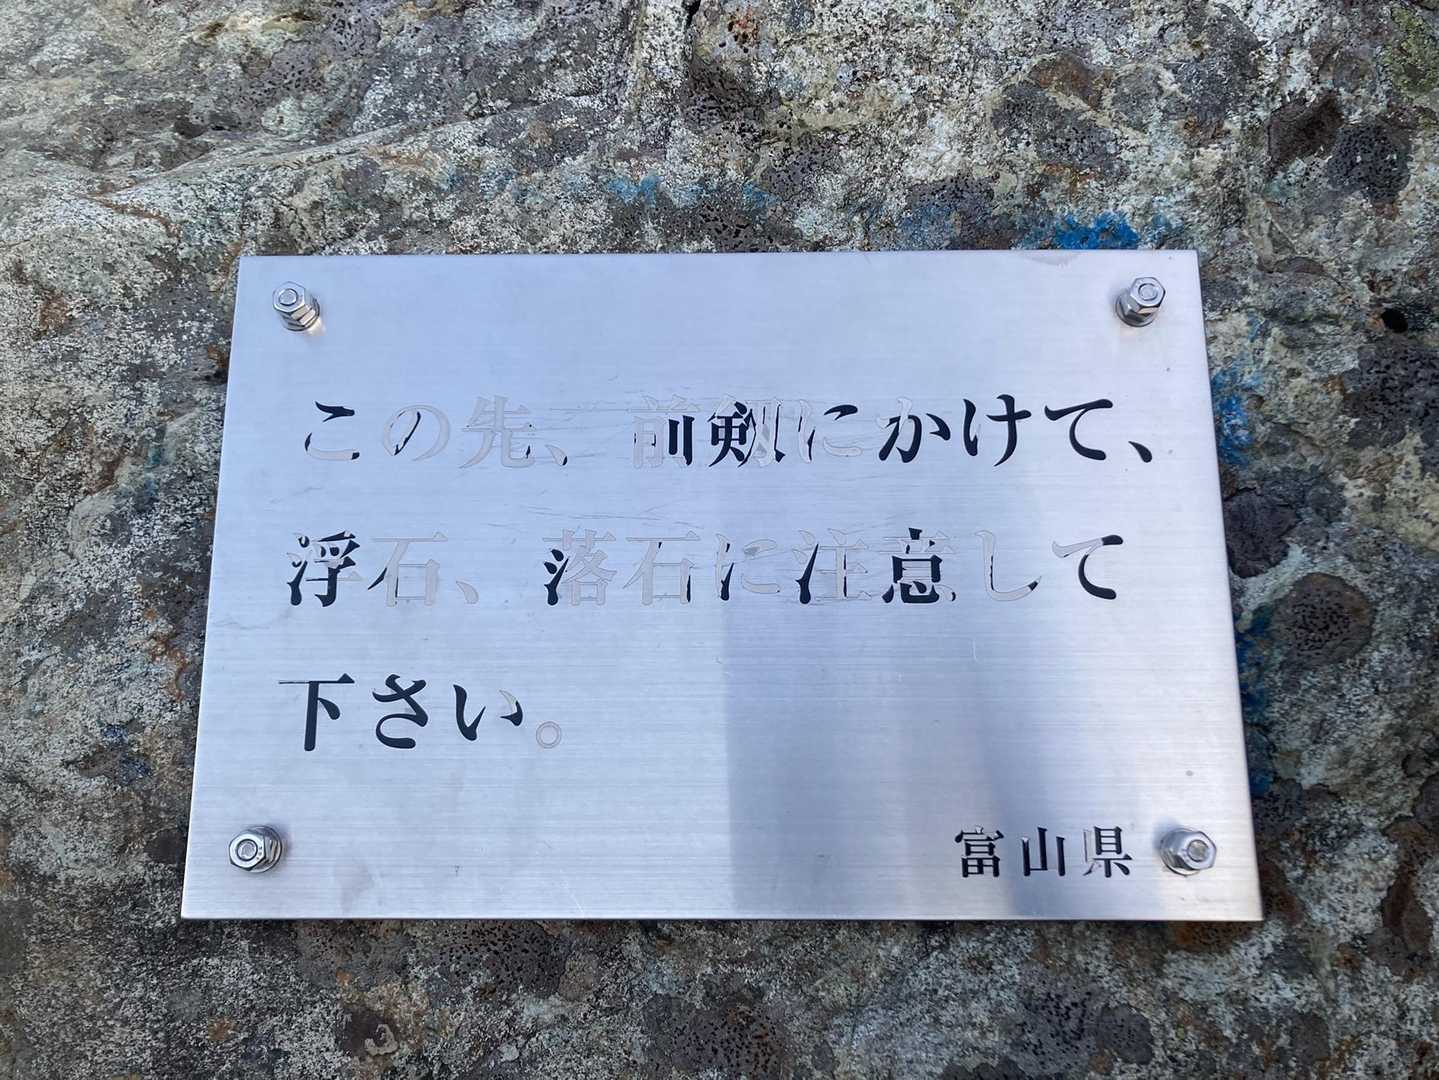 この先、前剱にかけて、
浮石、落石に注意して
下さい。
富山県